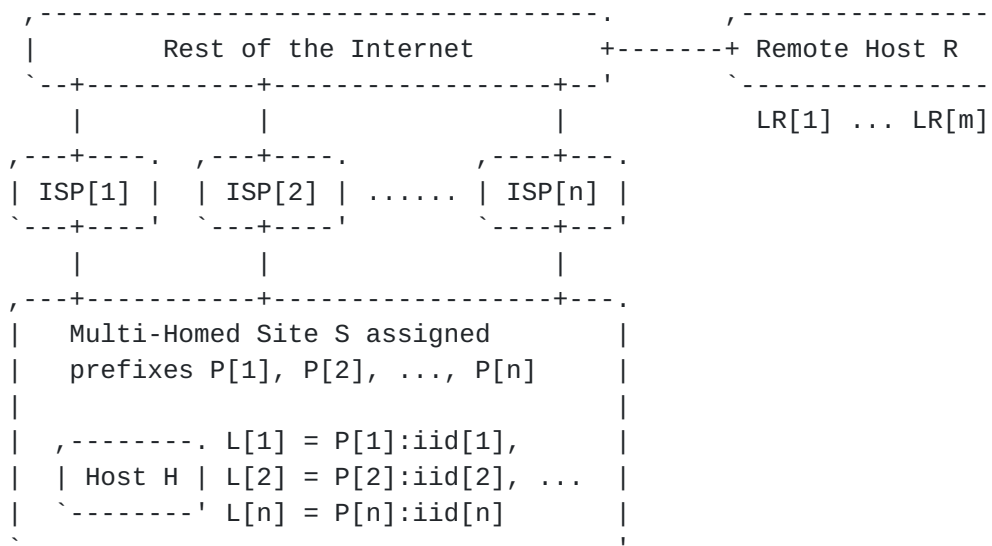 Rest of the Internet Remote Host R
LR[1] ... LR[m]
ISP[1] ISP[2] ...... ISP[n]
Multi-Homed Site S assigned
prefixes P[1], P[2], ..., P[n]
L[1] = P[1]:iid[1],
Host H L[2] = P[2]:iid[2], ...
L[n] = P[n]:iid[n]